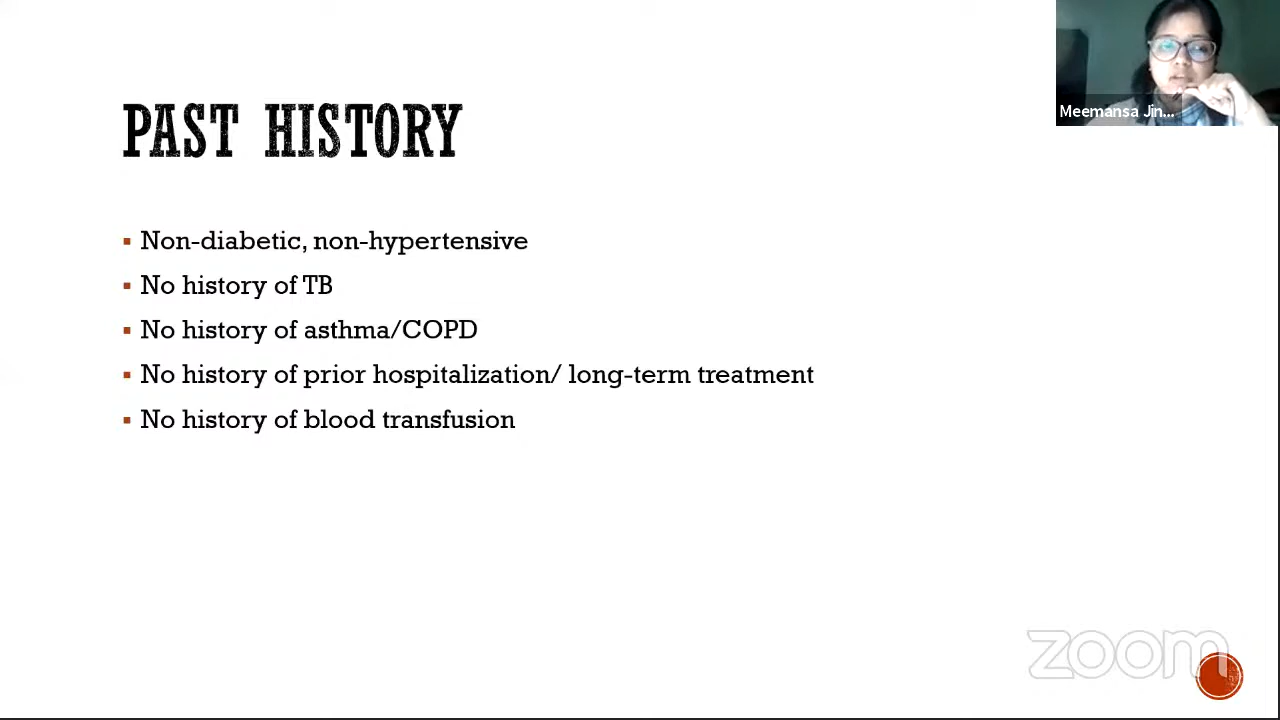 Meemansa Jin...
PAST HISTORY
Non-diabetic, non-hypertensive
No history of TB
No history of asthma/COPD
No history of prior hospitalization/ long-term treatment
No history of blood transfusion
zoom